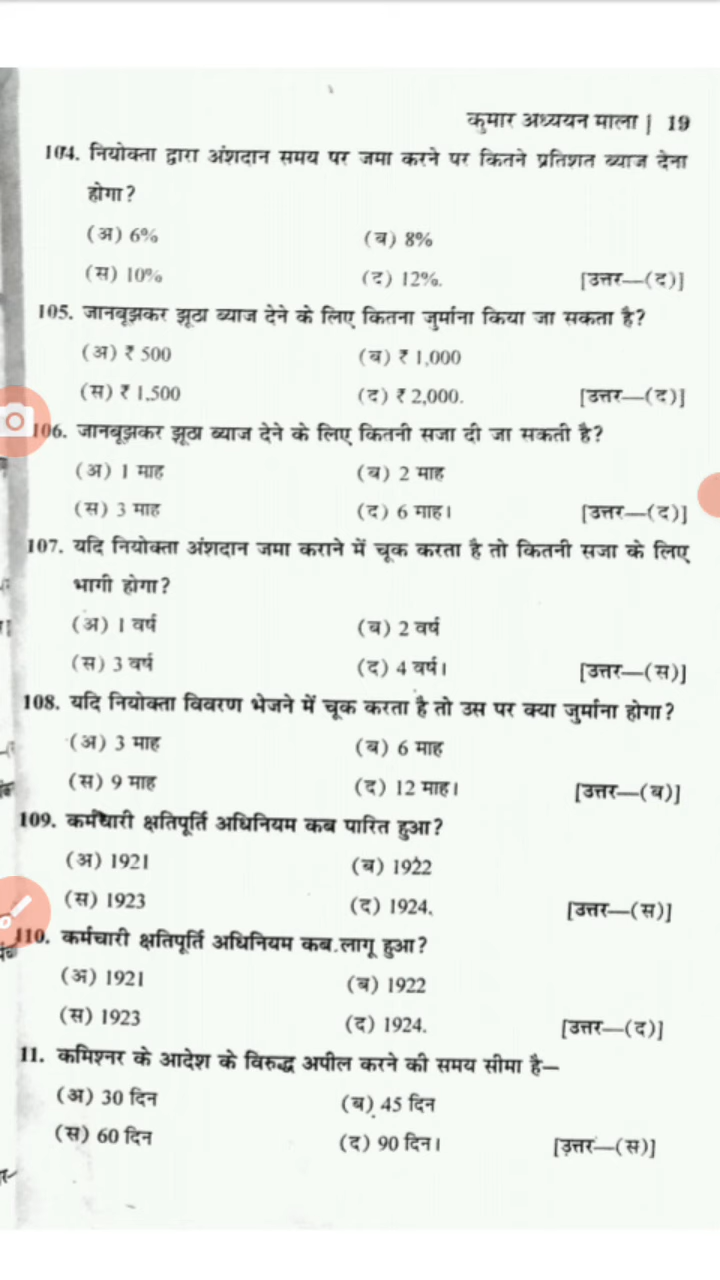 कुमार अध्ययन माला | 19
104. नियोक्ता द्वारा अंशदान समय पर जमा करने पर कितने प्रतिशत ब्याज देना
होगा?
(अ) 6% (ब) 8%
(स) 10% (द) 12%. [उत्तर—(द)]
105. जानबूझकर झूठा ब्याज देने के लिए कितना जुर्माना किया जा सकता है?
(अ) ₹ 500 (ब) ₹ 1,000
(स) ₹ 1,500 (द) ₹ 2,000. [उत्तर—(द)]
106. जानबूझकर झूठा ब्याज देने के लिए कितनी सजा दी जा सकती है?
(अ) 1 माह (ब) 2 माह
(स) 3 माह (द) 6 माह। [उत्तर—(द)]
107. यदि नियोक्ता अंशदान जमा कराने में चूक करता है तो कितनी सजा के लिए
भागी होगा?
(अ) 1 वर्ष (ब) 2 वर्ष
(स) 3 वर्ष (द) 4 वर्ष। [उत्तर—(स)]
108. यदि नियोक्ता विवरण भेजने में चूक करता है तो उस पर क्या जुर्माना होगा?
(अ) 3 माह (ब) 6 माह
(स) 9 माह (द) 12 माह। [उत्तर—(ब)]
109. कर्मचारी क्षतिपूर्ति अधिनियम कब पारित हुआ?
(अ) 1921 (ब) 1922
(स) 1923 (द) 1924. [उत्तर—(स)]
110. कर्मचारी क्षतिपूर्ति अधिनियम कब लागू हुआ?
(अ) 1921 (ब) 1922
(स) 1923 (द) 1924. [उत्तर—(द)]
11. कमिश्नर के आदेश के विरुद्ध अपील करने की समय सीमा है—
(अ) 30 दिन (ब) 45 दिन
(स) 60 दिन (द) 90 दिन। [उत्तर—(स)]